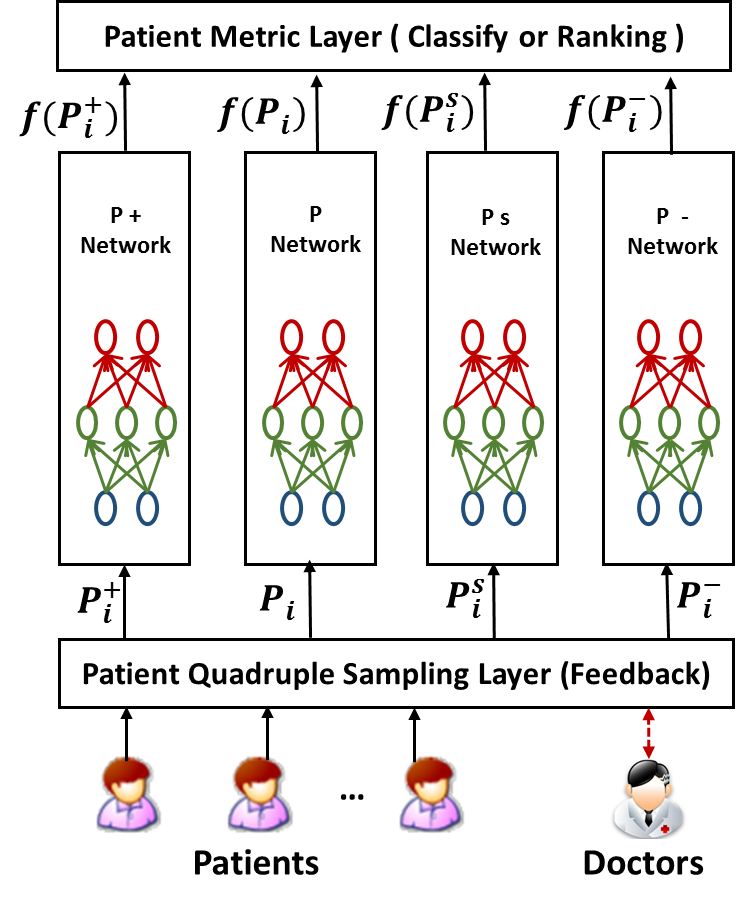 Patient Metric Layer ( Classify or Ranking )
f(P_i^+) f(P_i) f(P_i^s) f(P_i^-)
P + Network
P Network
P s Network
P - Network
P_i^+ P_i P_i^s P_i^-
Patient Quadruple Sampling Layer (Feedback)
...
Patients Doctors